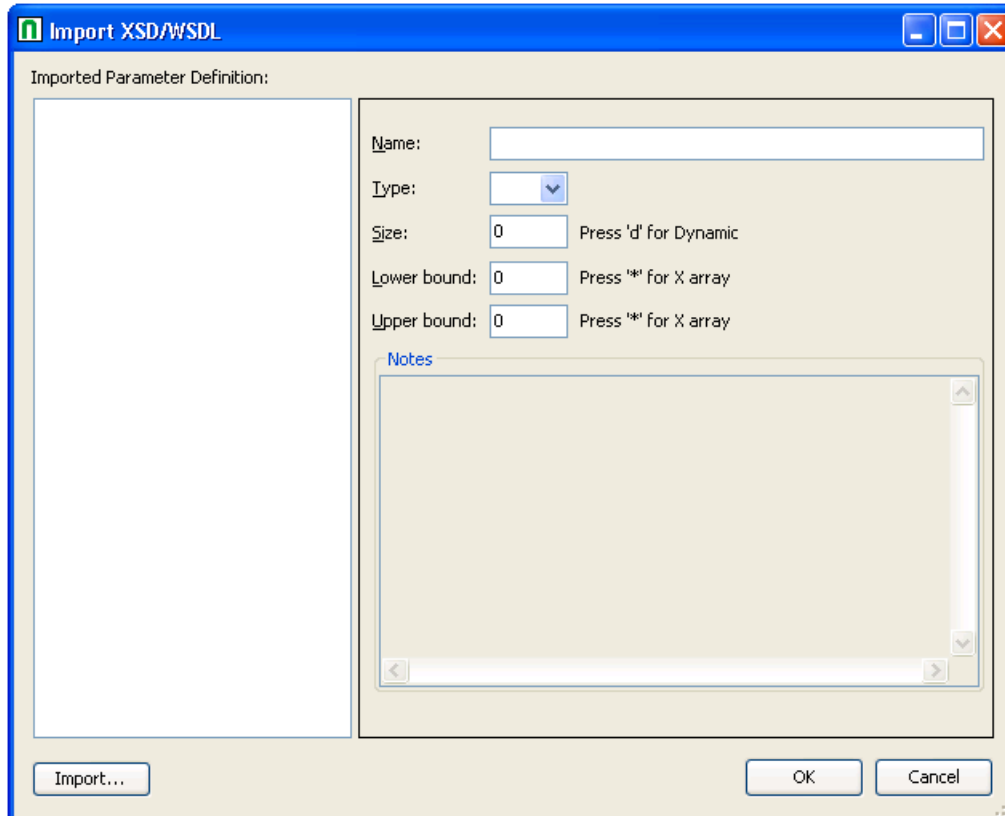 Import XSD/WSDL
Imported Parameter Definition:
Name:
Type:
Size: 0 Press 'd' for Dynamic
Lower bound: 0 Press '*' for X array
Upper bound: 0 Press '*' for X array
Notes
Import... OK Cancel